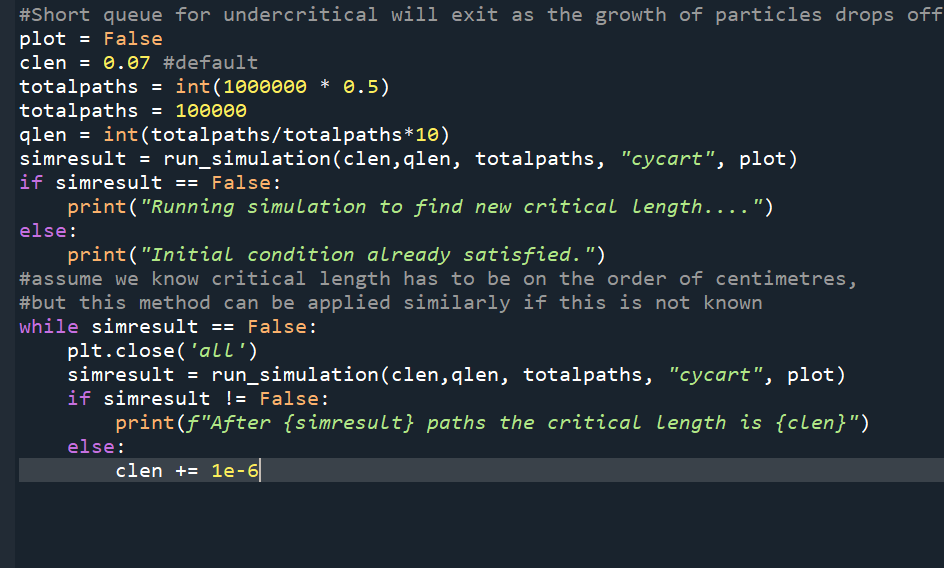 #Short queue for undercritical will exit as the growth of particles drops off
plot = False
clen = 0.07 #default
totalpaths = int(1000000 * 0.5)
totalpaths = 100000
qlen = int(totalpaths/totalpaths*10)
simresult = run_simulation(clen,qlen, totalpaths, "cycart", plot)
if simresult == False:
    print("Running simulation to find new critical length....")
else:
    print("Initial condition already satisfied.")
#assume we know critical length has to be on the order of centimetres,
#but this method can be applied similarly if this is not known
while simresult == False:
    plt.close('all')
    simresult = run_simulation(clen,qlen, totalpaths, "cycart", plot)
    if simresult != False:
        print(f"After {simresult} paths the critical length is {clen}")
    else:
        clen += 1e-6